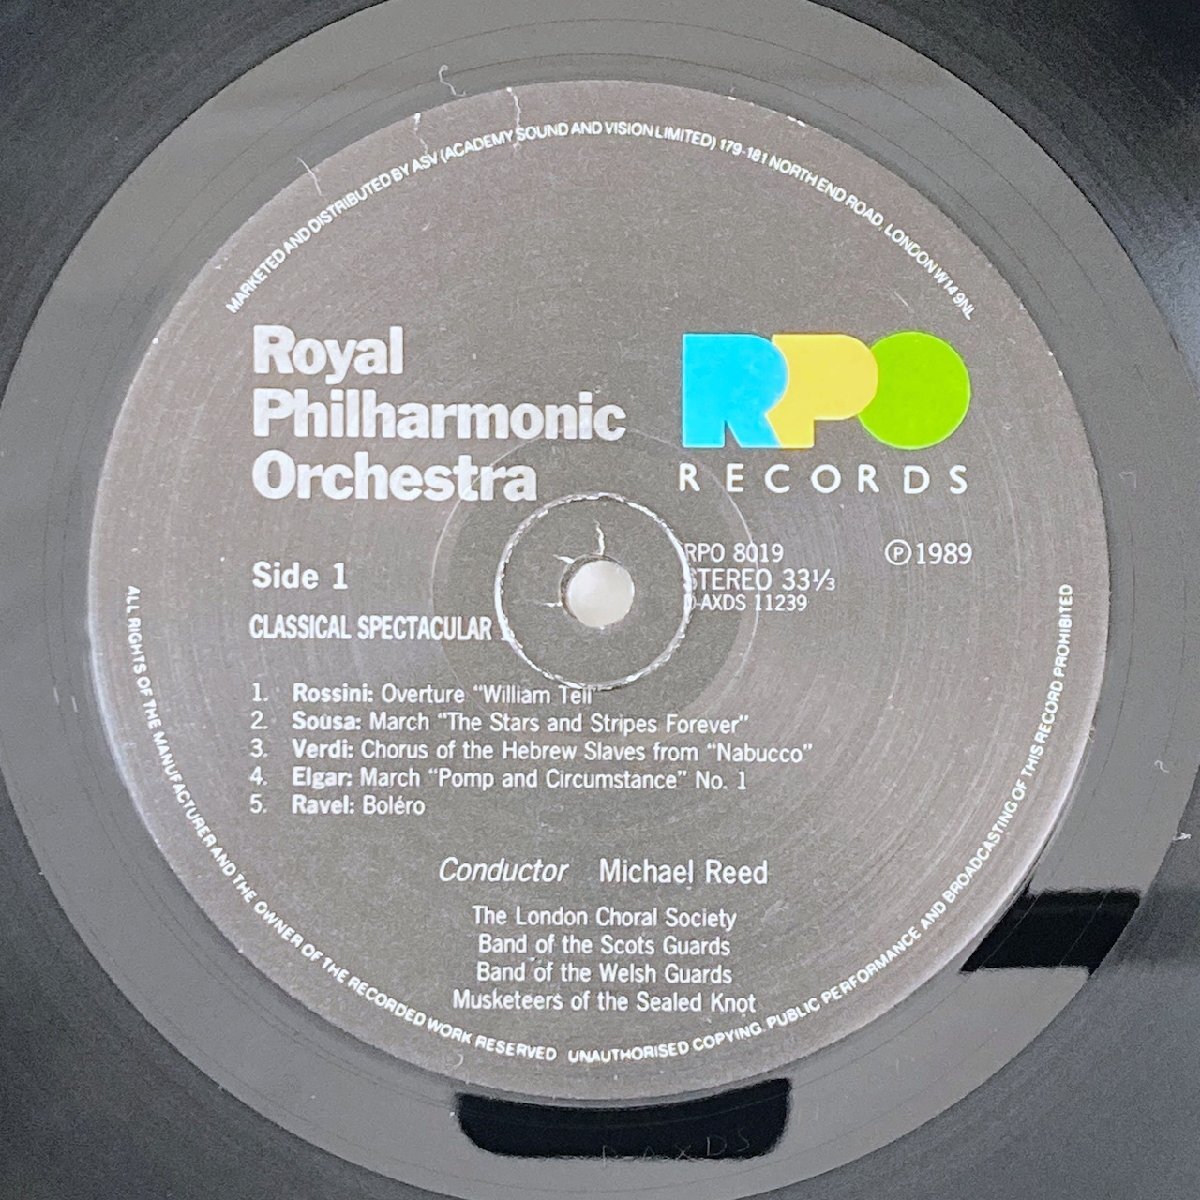 MARKETED AND DISTRIBUTED BY ASV (ACADEMY SOUND AND VISION LIMITED) 179-181 NORTH END ROAD, LONDON W14 9NL
Royal
Philharmonic
Orchestra
RPO
RECORDS
RPO 8019
℗ 1989
STEREO 33⅓
AXDS 11239
Side 1
CLASSICAL SPECTACULAR
1. Rossini: Overture "William Tell"
2. Sousa: March "The Stars and Stripes Forever"
3. Verdi: Chorus of the Hebrew Slaves from "Nabucco"
4. Elgar: March "Pomp and Circumstance" No. 1
5. Ravel: Boléro
Conductor Michael Reed
The London Choral Society
Band of the Scots Guards
Band of the Welsh Guards
Musketeers of the Sealed Knot
ALL RIGHTS OF THE MANUFACTURER AND THE OWNER OF THE RECORDED WORK RESERVED UNAUTHORISED COPYING PUBLIC PERFORMANCE AND BROADCASTING OF THIS RECORD PROHIBITED